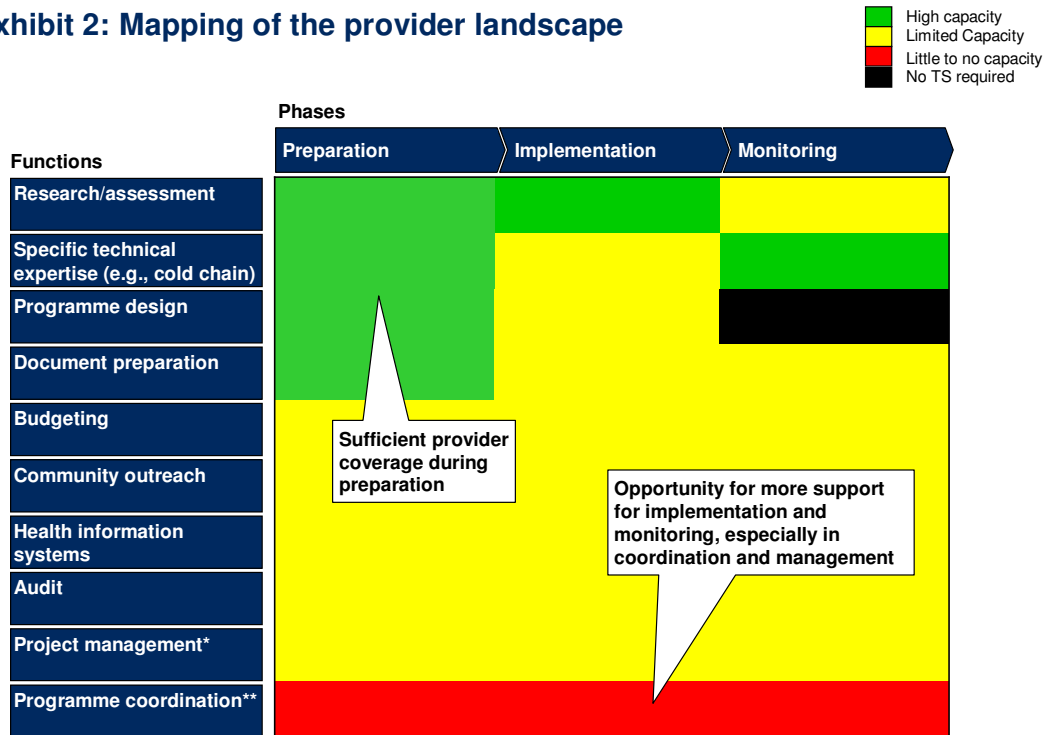 xhibit 2: Mapping of the provider landscape
High capacity
Limited Capacity
Little to no capacity
No TS required
Phases
Functions
Preparation
Implementation
Monitoring
Research/assessment
Specific technical
expertise (e.g., cold chain)
Programme design
Document preparation
Budgeting
Community outreach
Health information
systems
Audit
Project management*
Programme coordination**
Sufficient provider
coverage during
preparation
Opportunity for more support
for implementation and
monitoring, especially in
coordination and management